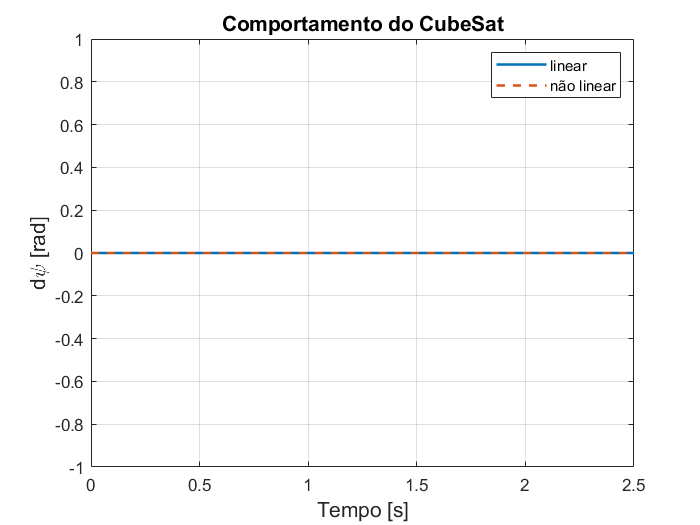 Comportamento do CubeSat
linear
não linear
1
0.8
0.6
0.4
0.2
0
-0.2
-0.4
-0.6
-0.8
-1
dψ [rad]
0 0.5 1 1.5 2 2.5
Tempo [s]